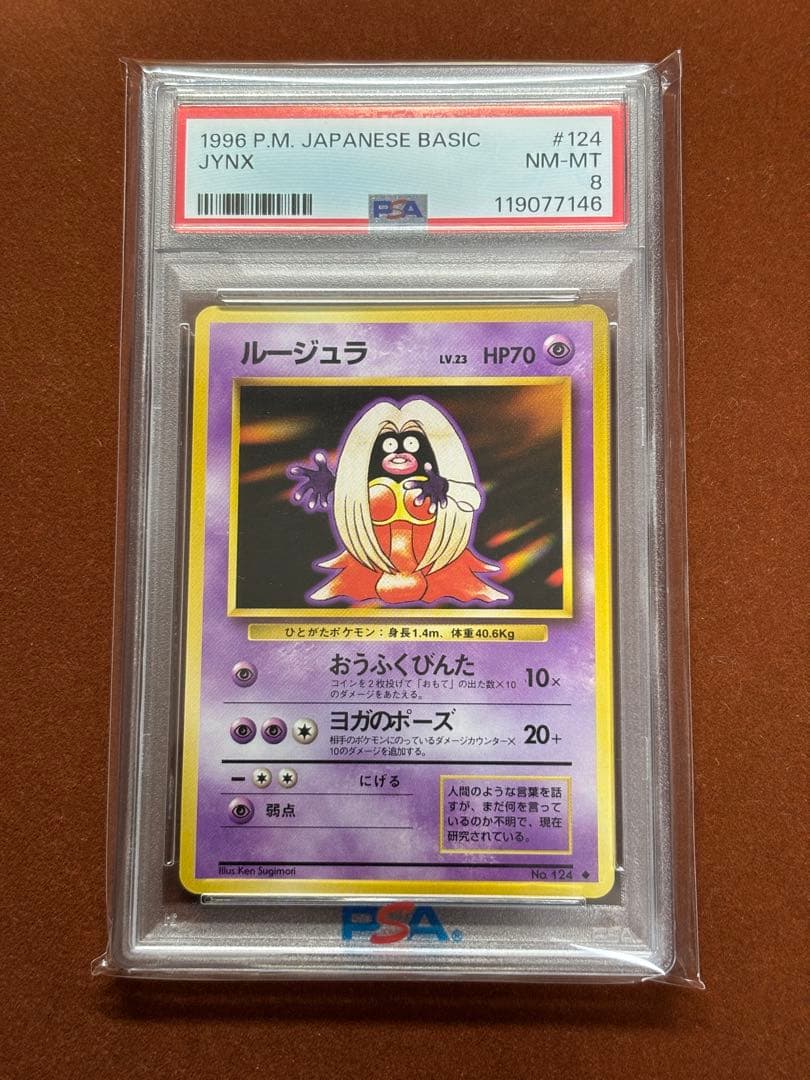 1996 P.M. JAPANESE BASIC #124
JYNX NM-MT
8
PSA 119077146
ルージュラ LV.23 HP70
ひとがたポケモン：身長1.4m、体重40.6Kg
おうふくびんた 10×
コインを2枚投げて「おもて」の出た数×10
のダメージをあたえる。
ヨガのポーズ 20+
相手のポケモンにのっているダメージカウンター×
10のダメージを追加する。
にげる
弱点
人間のような言葉を話
すが、まだ何を言って
いるのか不明で、現在
研究されている。
Illus. Ken Sugimori No. 124
PSA®